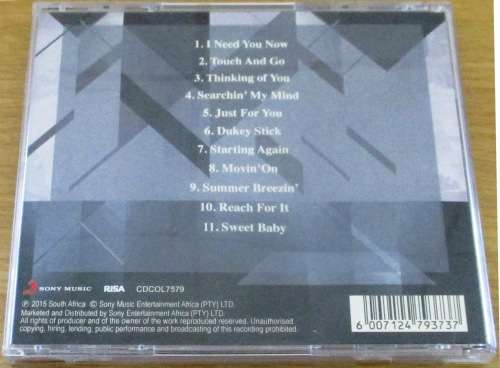 1. I Need You Now
2. Touch And Go
3. Thinking of You
4. Searchin' My Mind
5. Just For You
6. Dukey Stick
7. Starting Again
8. Movin'On
9. Summer Breezin'
10. Reach For It
11. Sweet Baby
SONY MUSIC RISA CDCOL7579
℗ 2015 South Africa © Sony Music Entertainment Africa (PTY) LTD.
Marketed and Distributed by Sony Entertainment Africa (PTY) LTD.
All rights of producer and of the owner of the work reproduced reserved. Unauthorised
copying, hiring, lending, public performance and broadcasting of this recording prohibited.
6 007124 793737